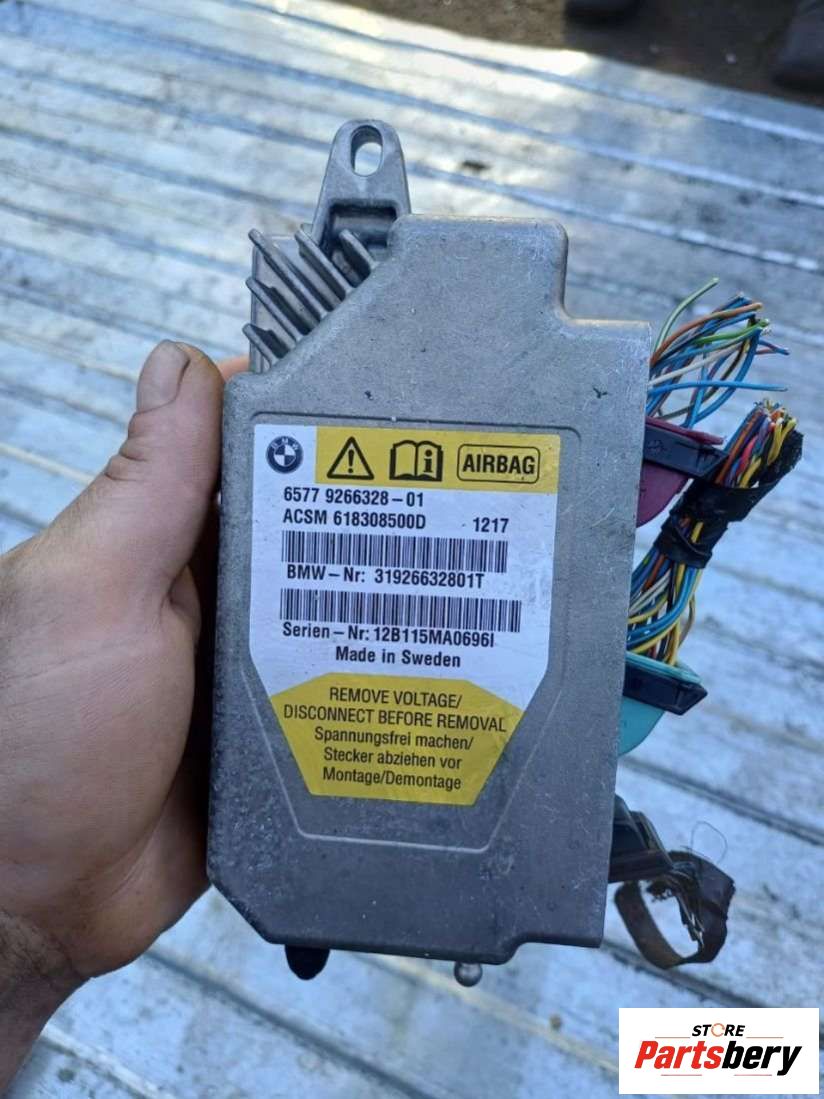 BMW
AIRBAG
6577 9266328-01
ACSM 618308500D 1217
BMW-Nr: 31926632801T
Serien-Nr: 12B115MA0696I
Made in Sweden
REMOVE VOLTAGE/
DISCONNECT BEFORE REMOVAL
Spannungsfrei machen/
Stecker abziehen vor
Montage/Demontage
STORE
Partsbery